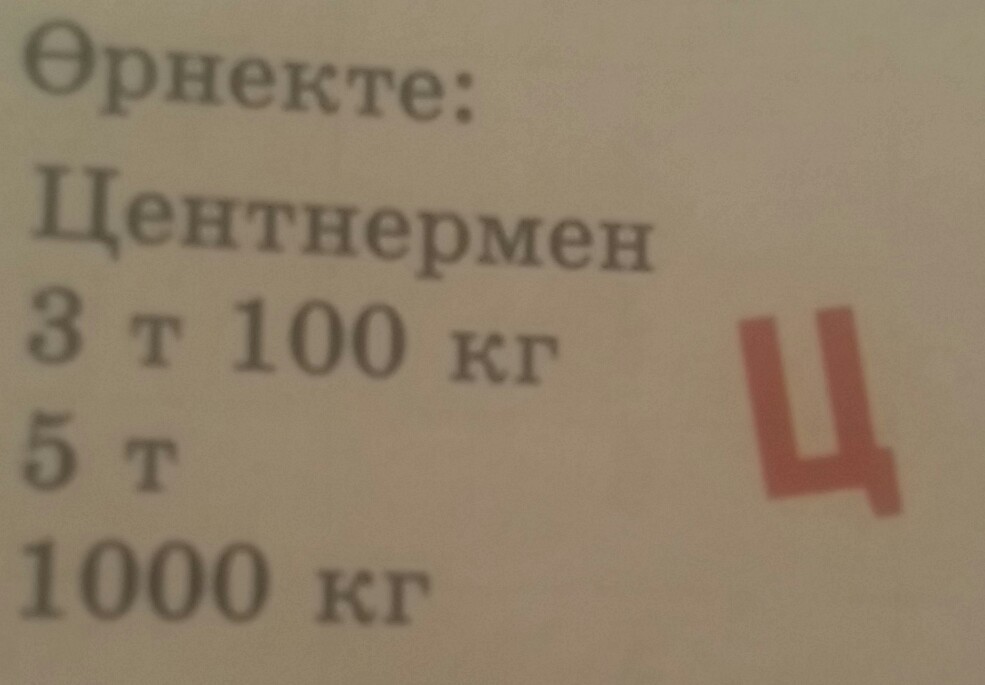 Өрнекте:
Центнермен
3 т 100 кг
5 т
1000 кг
Ц